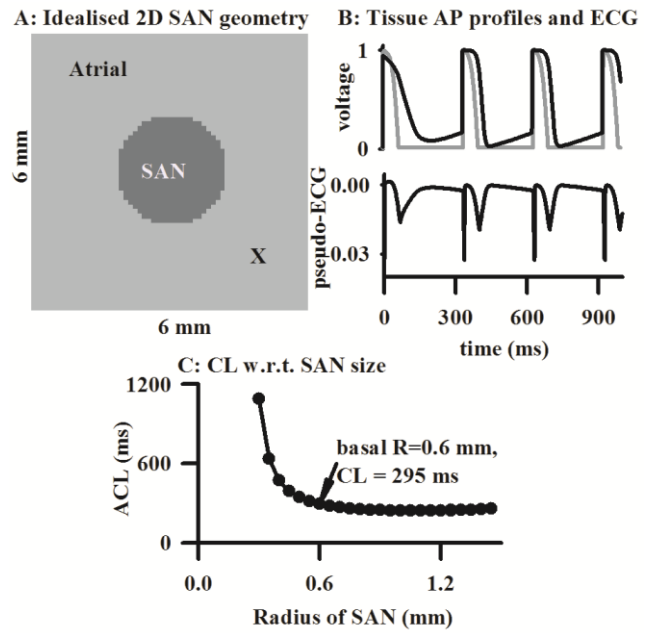 A: Idealised 2D SAN geometry
Atrial
SAN
X
6 mm
6 mm
B: Tissue AP profiles and ECG
voltage
1
0
pseudo-ECG
0.00
0.03
0 300 600 900
time (ms)
C: CL w.r.t. SAN size
ACL (ms)
1200
600
0
basal R=0.6 mm,
CL = 295 ms
0.0 0.6 1.2
Radius of SAN (mm)